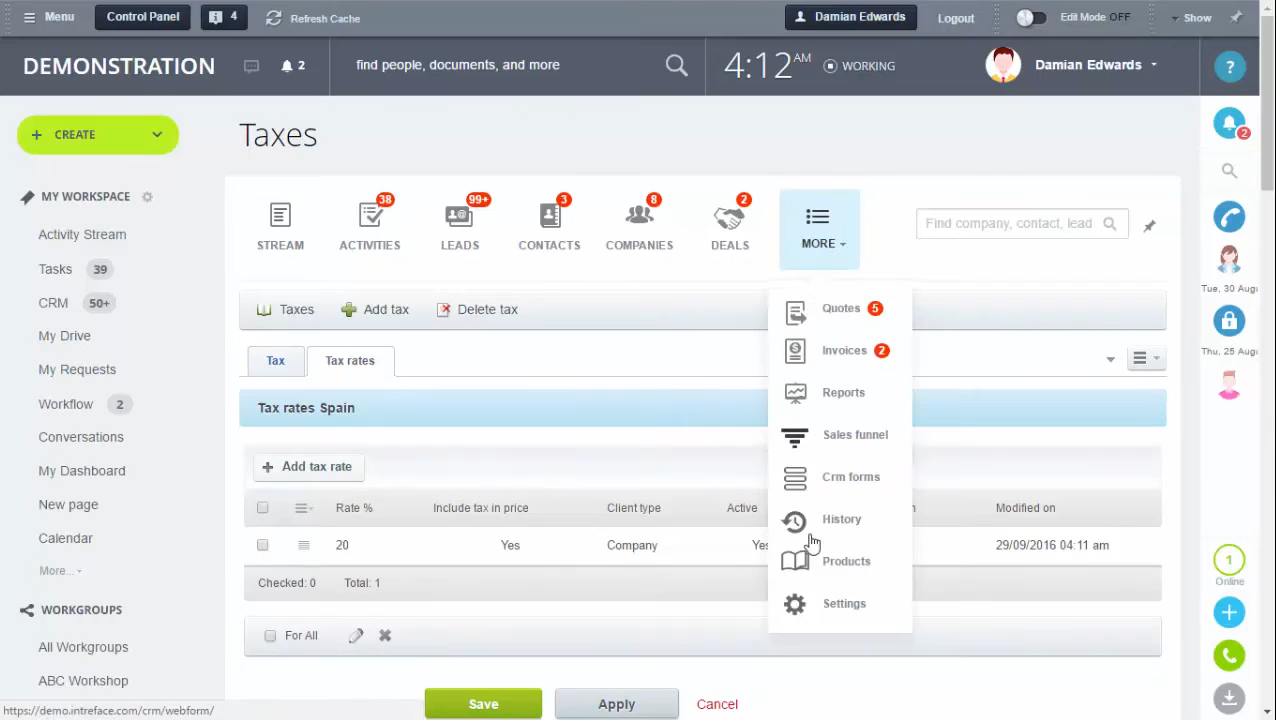 Menu Control Panel 4 Refresh Cache Damian Edwards Logout Edit Mode OFF Show
DEMONSTRATION 2 find people, documents, and more 4:12 AM WORKING Damian Edwards ?
CREATE
Taxes
2
MY WORKSPACE
Activity Stream
Tasks 39
CRM 50+
My Drive
My Requests
Workflow 2
Conversations
My Dashboard
New page
Calendar
More...
WORKGROUPS
All Workgroups
ABC Workshop
STREAM
38 ACTIVITIES
99+ LEADS
3 CONTACTS
8 COMPANIES
2 DEALS
MORE
Find company, contact, lead
Taxes Add tax Delete tax
Tax Tax rates
Tax rates Spain
Add tax rate
Rate % Include tax in price Client type Active Modified on
20 Yes Company Yes 29/09/2016 04:11 am
Checked: 0 Total: 1
For All
Save Apply Cancel
Quotes 5
Invoices 2
Reports
Sales funnel
Crm forms
History
Products
Settings
Tue, 30 Augu
Thu, 25 Augu
1
Online
https://demo.intreface.com/crm/webform/